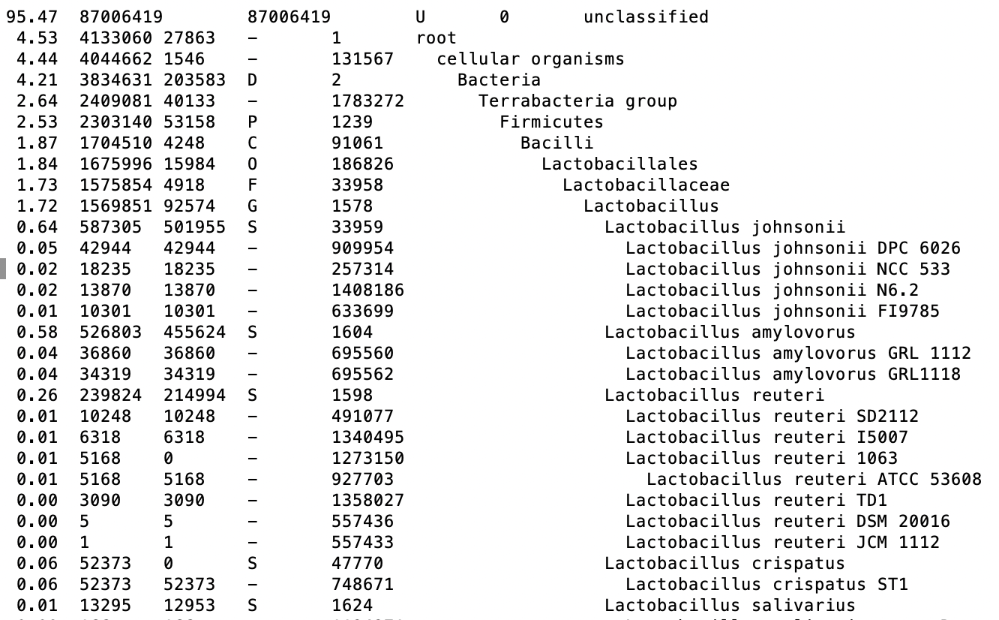 95.47 87006419 87006419 U 0 unclassified
4.53 4133060 27863 - 1 root
4.44 4044662 1546 - 131567 cellular organisms
4.21 3834631 203583 D 2 Bacteria
2.64 2409081 40133 - 1783272 Terrabacteria group
2.53 2303140 53158 P 1239 Firmicutes
1.87 1704510 4248 C 91061 Bacilli
1.84 1675996 15984 O 186826 Lactobacillales
1.73 1575854 4918 F 33958 Lactobacillaceae
1.72 1569851 92574 G 1578 Lactobacillus
0.64 587305 501955 S 33959 Lactobacillus johnsonii
0.05 42944 42944 - 909954 Lactobacillus johnsonii DPC 6026
0.02 18235 18235 - 257314 Lactobacillus johnsonii NCC 533
0.02 13870 13870 - 1408186 Lactobacillus johnsonii N6.2
0.01 10301 10301 - 633699 Lactobacillus johnsonii FI9785
0.58 526803 455624 S 1604 Lactobacillus amylovorus
0.04 36860 36860 - 695560 Lactobacillus amylovorus GRL 1112
0.04 34319 34319 - 695562 Lactobacillus amylovorus GRL1118
0.26 239824 214994 S 1598 Lactobacillus reuteri
0.01 10248 10248 - 491077 Lactobacillus reuteri SD2112
0.01 6318 6318 - 1340495 Lactobacillus reuteri I5007
0.01 5168 0 - 1273150 Lactobacillus reuteri 1063
0.01 5168 5168 - 927703 Lactobacillus reuteri ATCC 53608
0.00 3090 3090 - 1358027 Lactobacillus reuteri TD1
0.00 5 5 - 557436 Lactobacillus reuteri DSM 20016
0.00 1 1 - 557433 Lactobacillus reuteri JCM 1112
0.06 52373 0 S 47770 Lactobacillus crispatus
0.06 52373 52373 - 748671 Lactobacillus crispatus ST1
0.01 13295 12953 S 1624 Lactobacillus salivarius